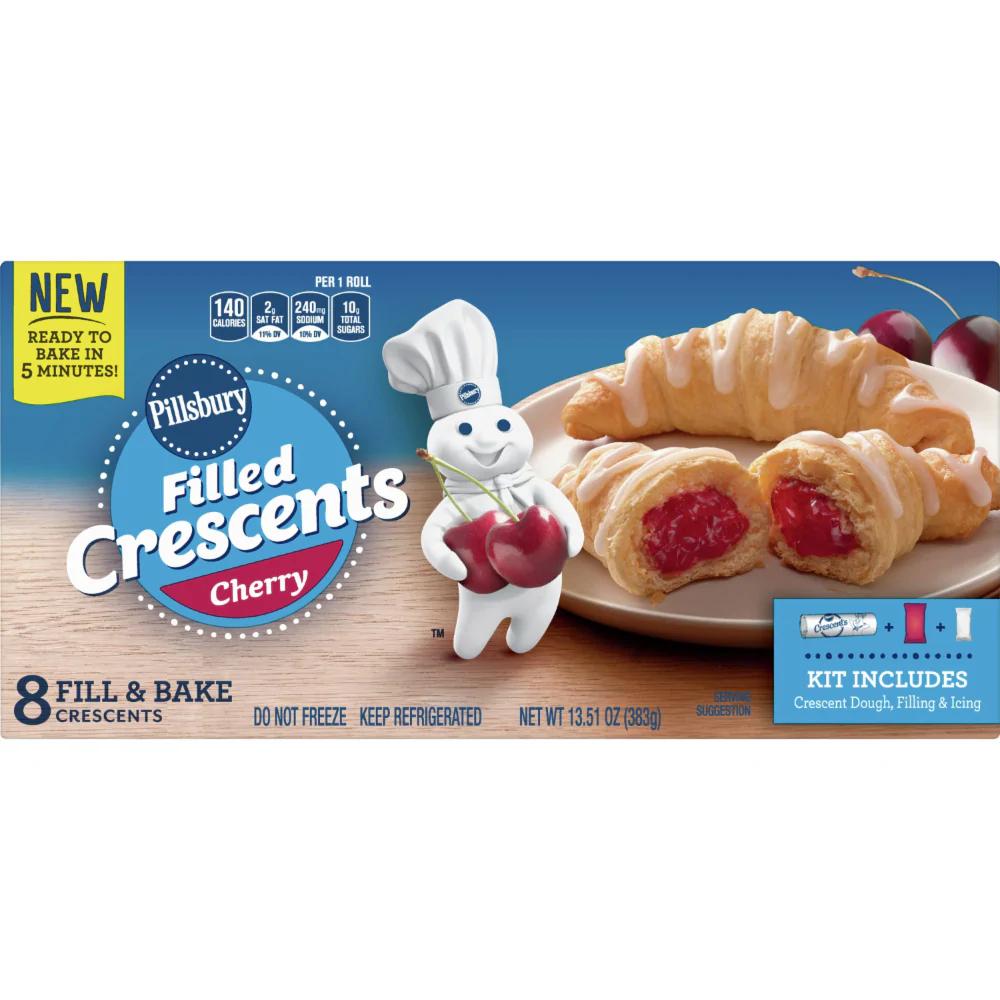 NEW
READY TO
BAKE IN
5 MINUTES!
PER 1 ROLL
140 CALORIES
2g SAT FAT 11% DV
240mg SODIUM 10% DV
10g TOTAL SUGARS
Pillsbury
Pillsbury
Filled
Crescents
Cherry
TM
8 FILL & BAKE
CRESCENTS
DO NOT FREEZE KEEP REFRIGERATED NET WT 13.51 OZ (383g)
SERVING
SUGGESTION
Crescents
+ +
KIT INCLUDES
Crescent Dough, Filling & Icing